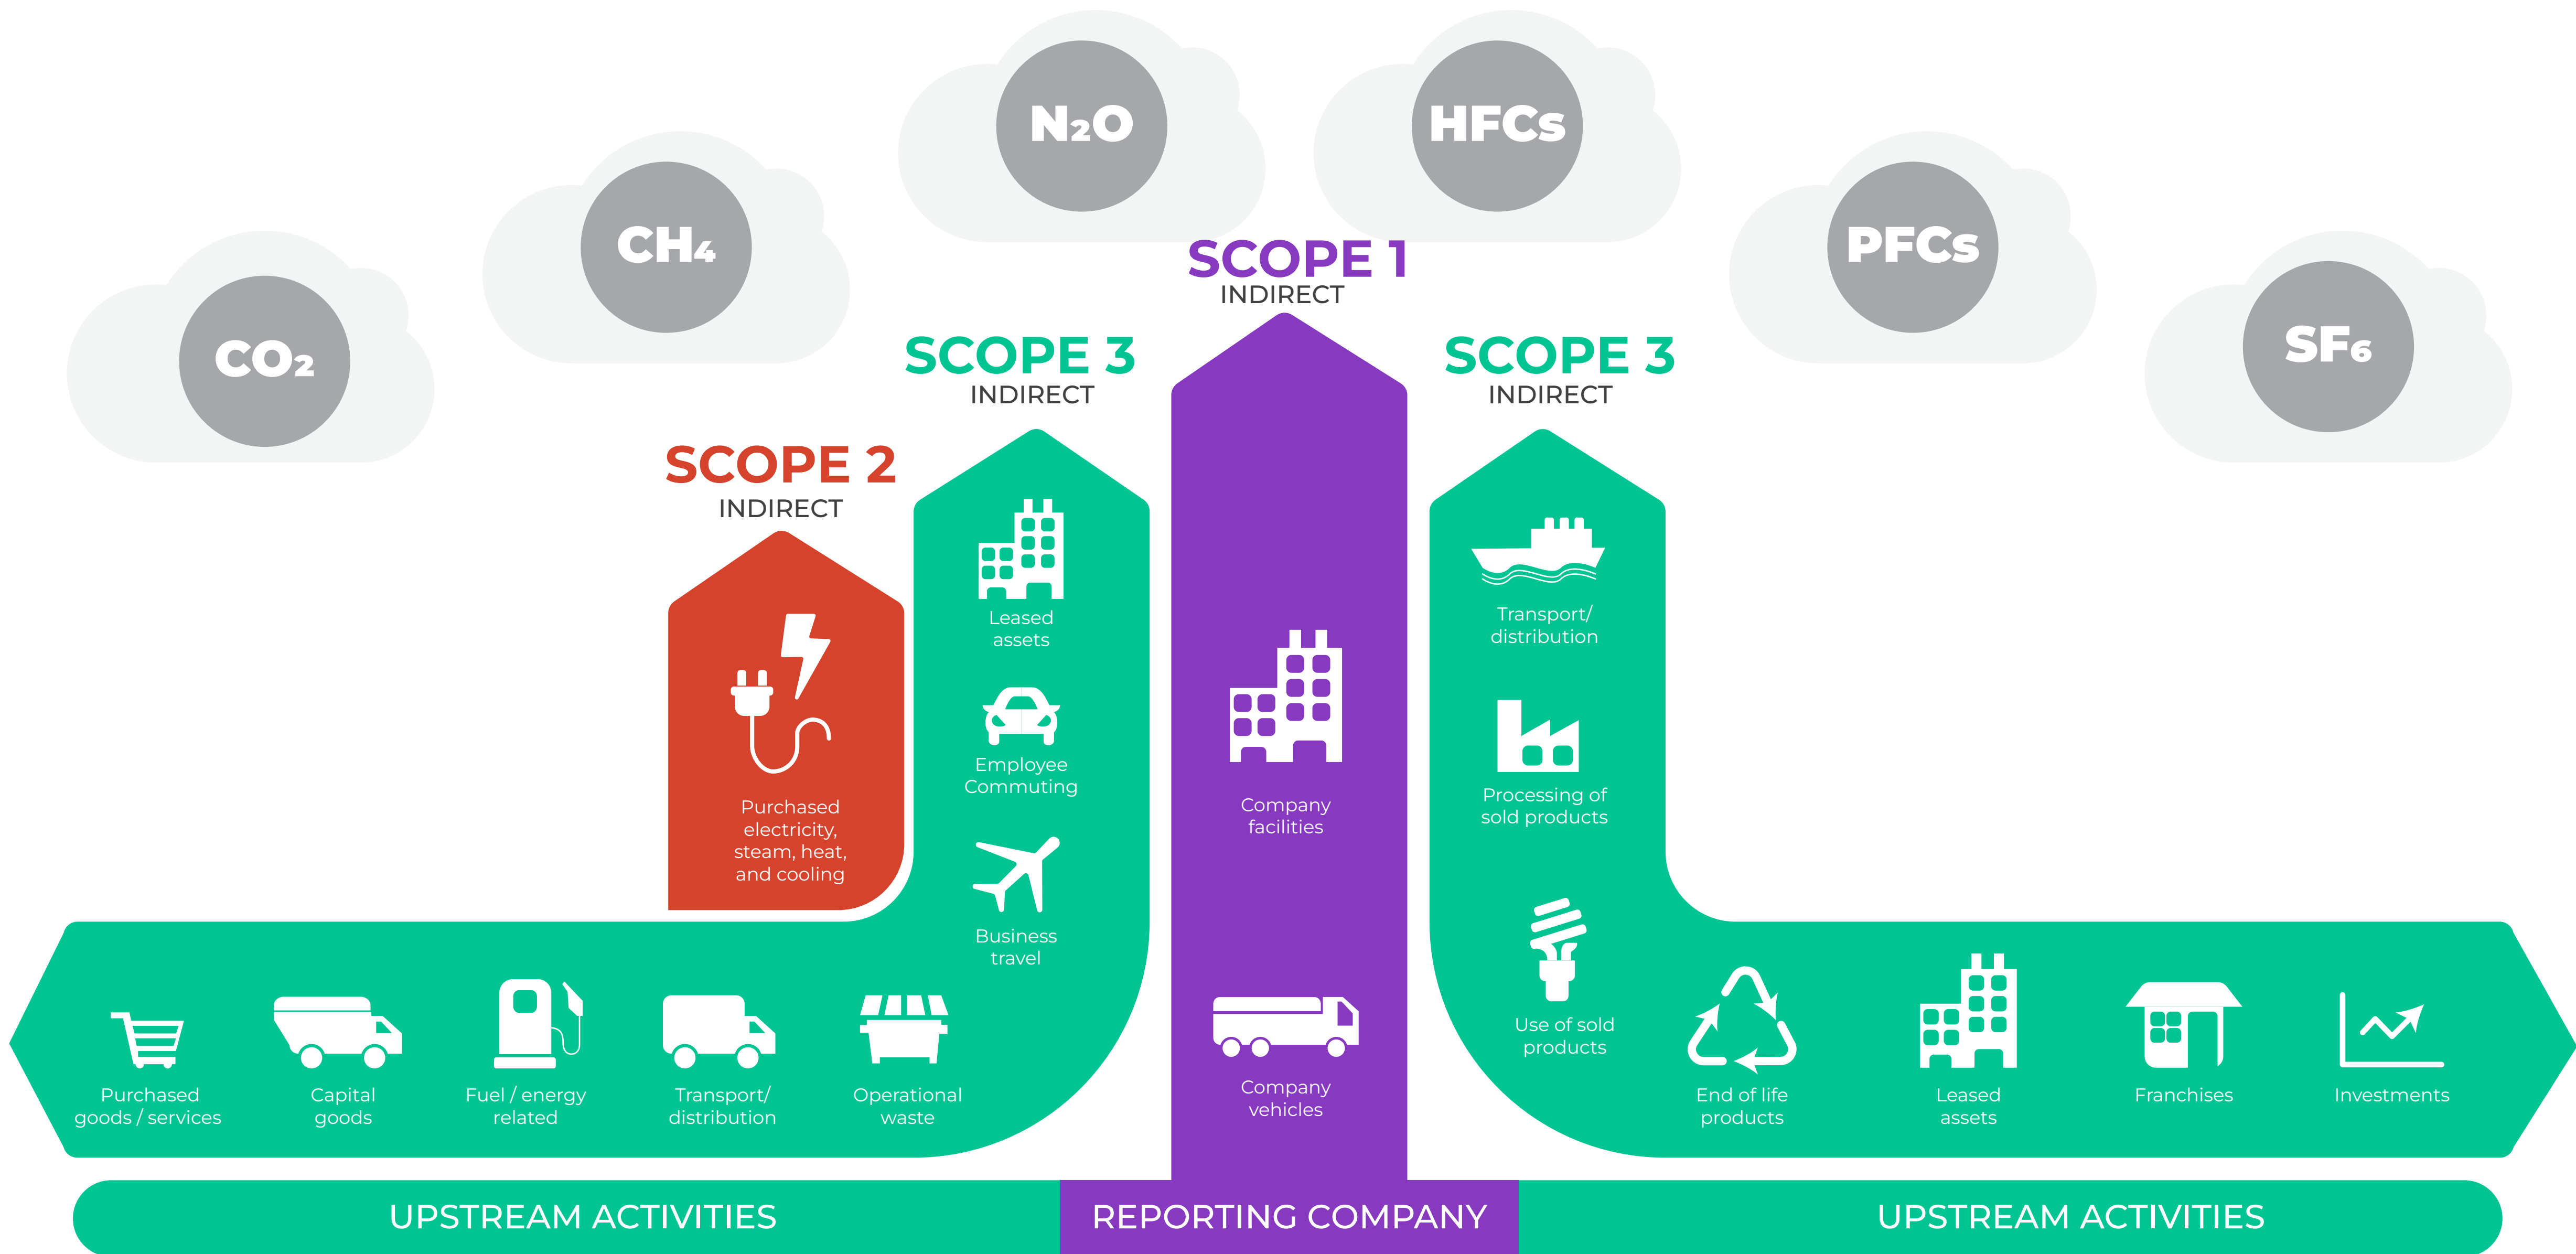 N₂O
HFCs
CH₄
PFCs
CO₂
SF₆
SCOPE 1
INDIRECT
SCOPE 3
INDIRECT
SCOPE 3
INDIRECT
SCOPE 2
INDIRECT
Purchased
electricity,
steam, heat,
and cooling
Leased
assets
Employee
Commuting
Business
travel
Company
facilities
Company
vehicles
Transport/
distribution
Processing of
sold products
Use of sold
products
Purchased
goods / services
Capital
goods
Fuel / energy
related
Transport/
distribution
Operational
waste
End of life
products
Leased
assets
Franchises
Investments
UPSTREAM ACTIVITIES
REPORTING COMPANY
UPSTREAM ACTIVITIES